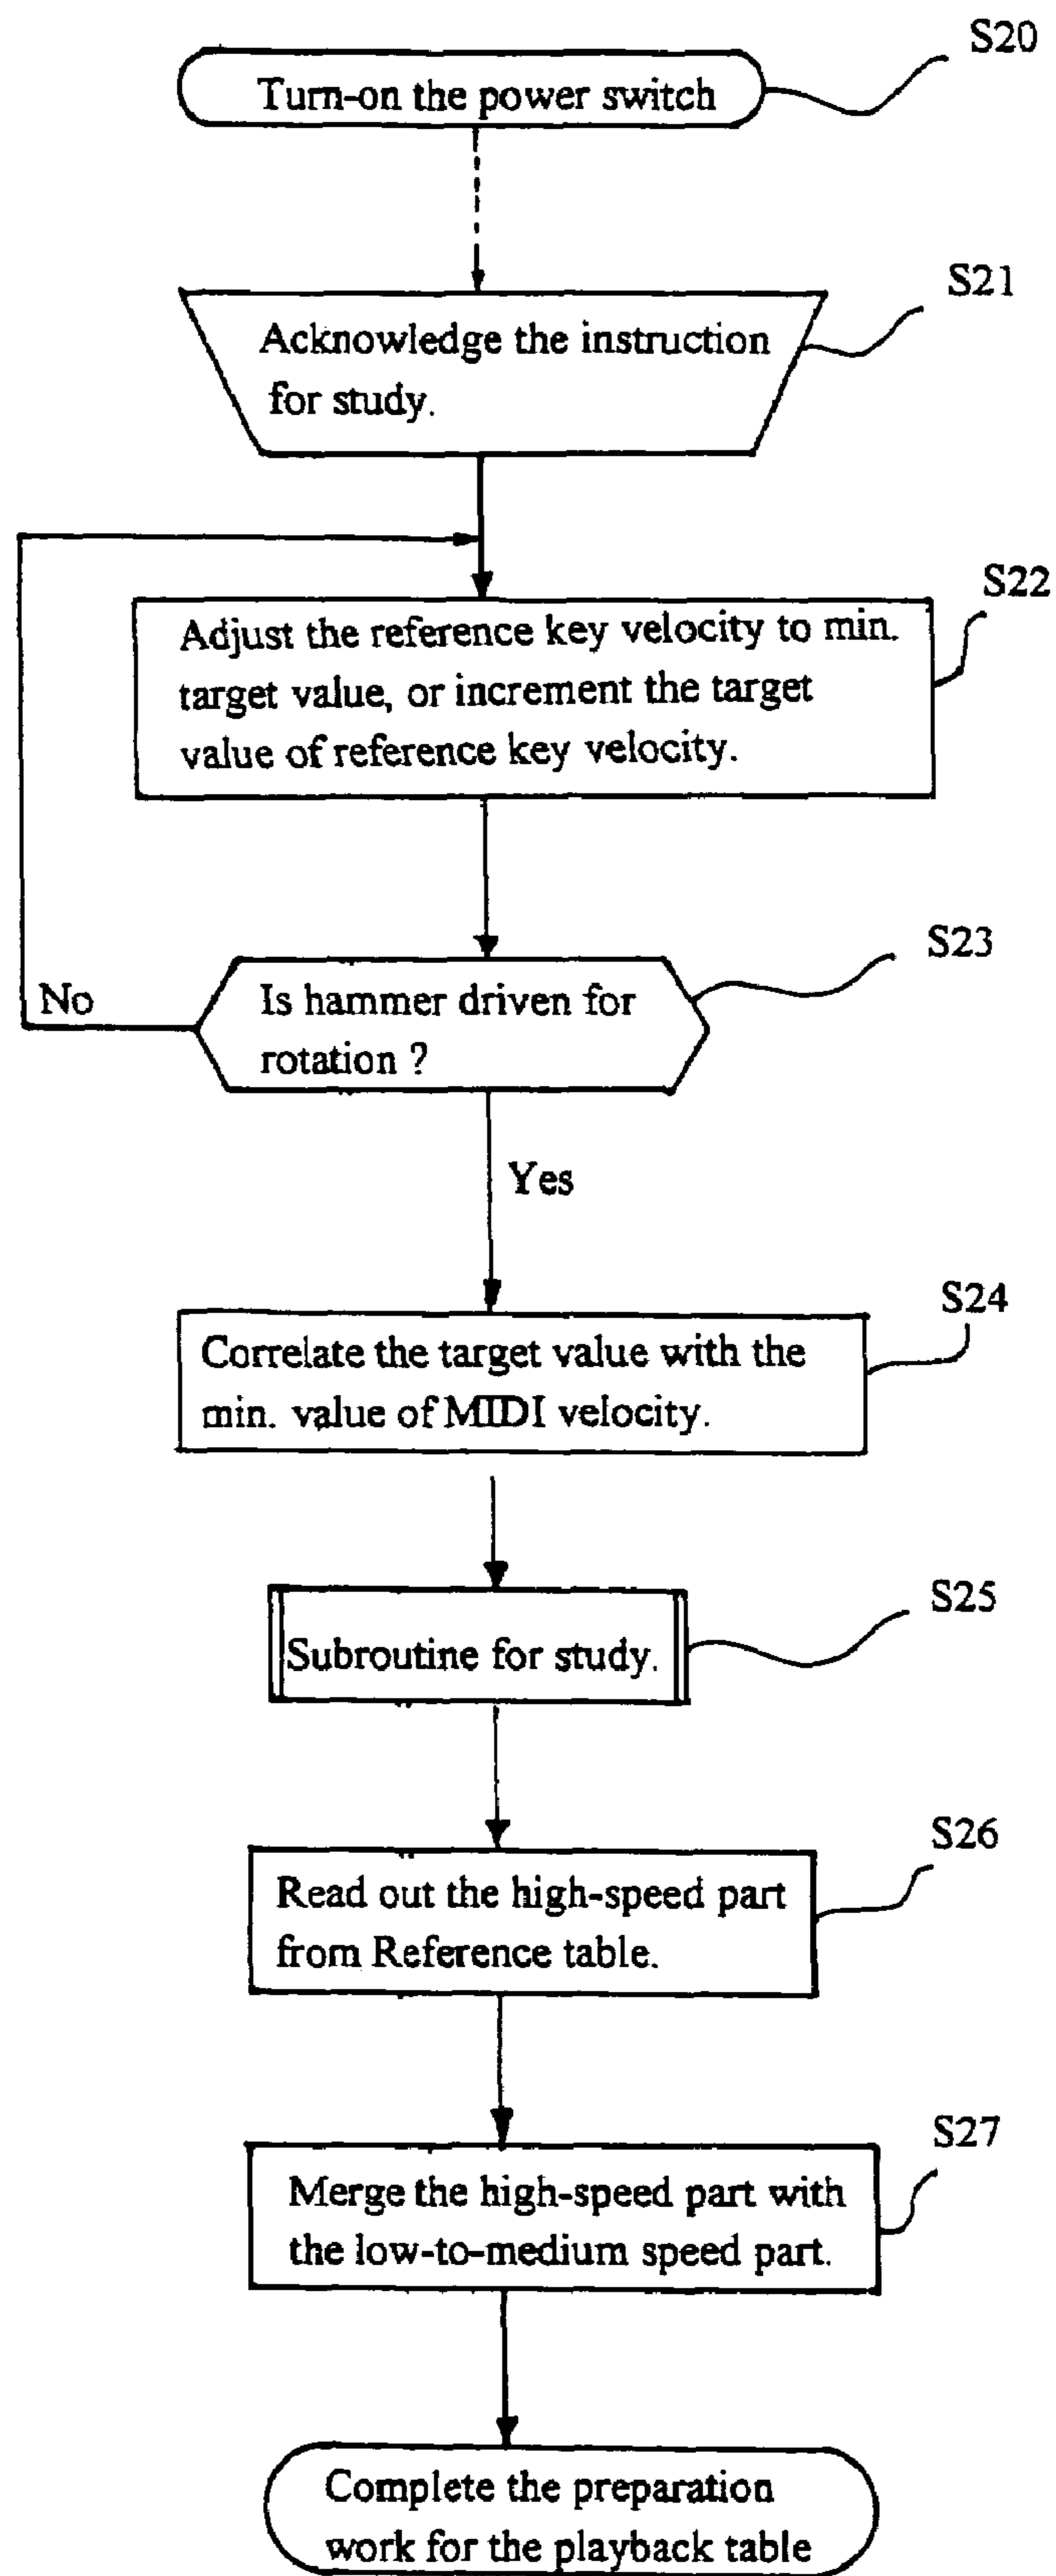 S20
Turn-on the power switch
S21
Acknowledge the instruction
for study.
S22
Adjust the reference key velocity to min.
target value, or increment the target
value of reference key velocity.
S23
No
Is hammer driven for
rotation ?
Yes
S24
Correlate the target value with the
min. value of MIDI velocity.
S25
Subroutine for study.
S26
Read out the high-speed part
from Reference table.
S27
Merge the high-speed part with
the low-to-medium speed part.
Complete the preparation
work for the playback table